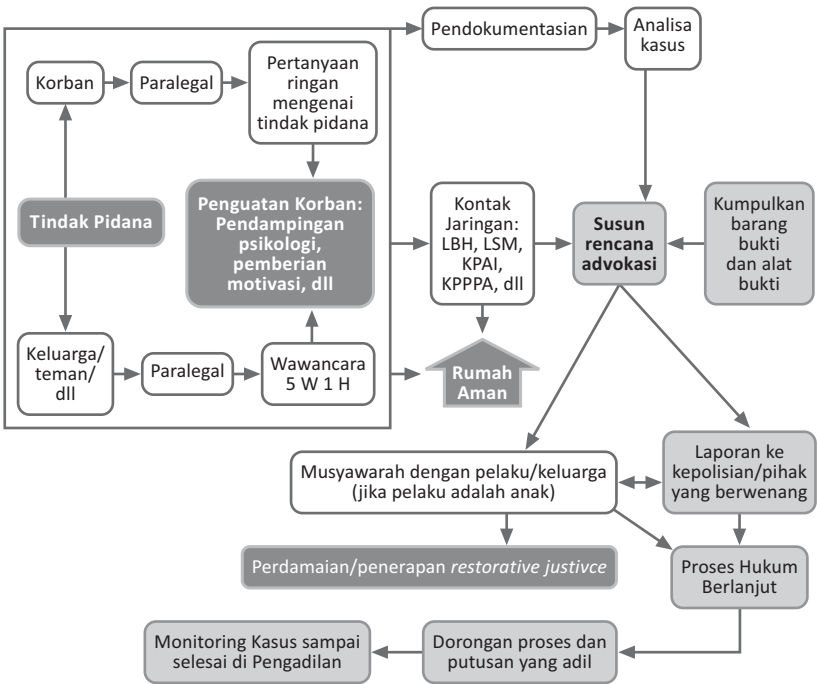 Pendokumentasian
Analisa
kasus
Korban
Paralegal
Pertanyaan
ringan
mengenai
tindak pidana
Tindak Pidana
Penguatan Korban:
Pendampingan
psikologi,
pemberian
motivasi, dll
Kontak
Jaringan:
LBH, LSM,
KPAI,
KPPPA, dll
Susun
rencana
advokasi
Kumpulkan
barang
bukti
dan alat
bukti
Keluarga/
teman/
dll
Paralegal
Wawancara
5 W 1 H
Rumah
Aman
Musyawarah dengan pelaku/keluarga
(jika pelaku adalah anak)
Laporan ke
kepolisian/pihak
yang berwenang
Perdamaian/penerapan restorative justivce
Proses Hukum
Berlanjut
Monitoring Kasus sampai
selesai di Pengadilan
Dorongan proses dan
putusan yang adil